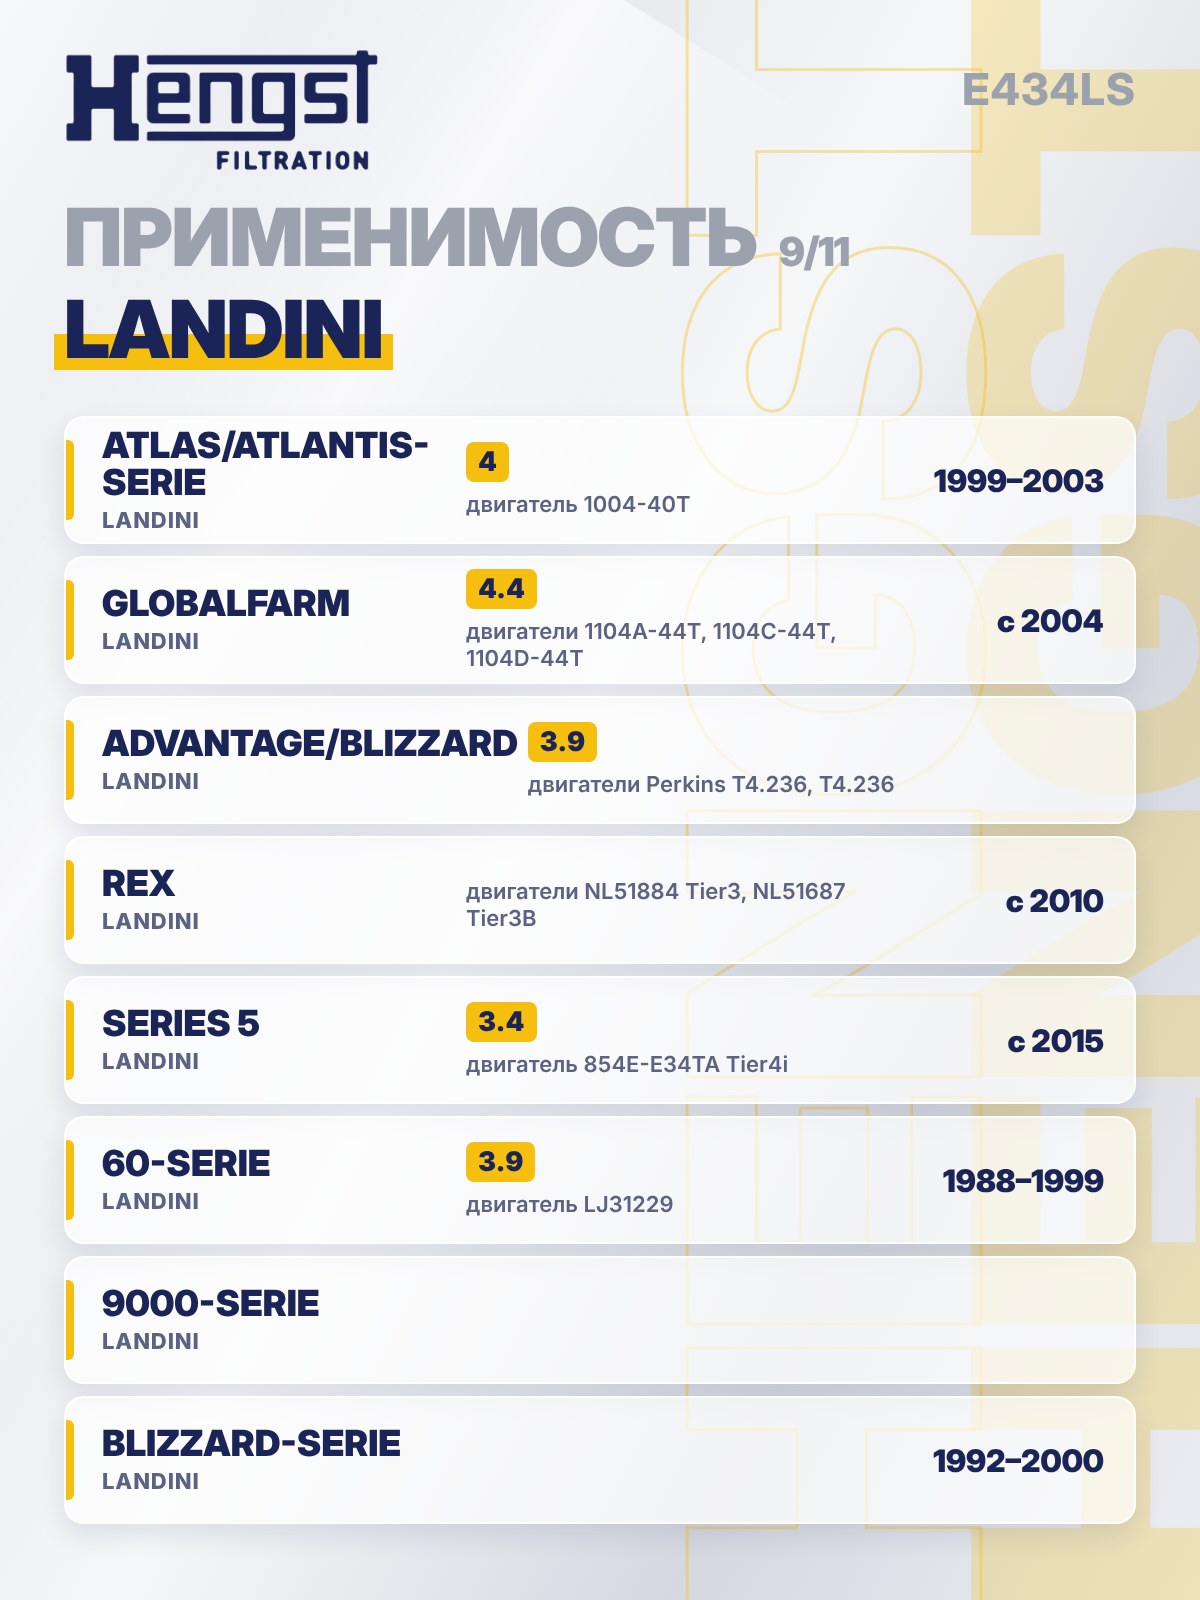 Hengst
FILTRATION
E434LS
ПРИМЕНИМОСТЬ 9/11
LANDINI
ATLAS/ATLANTIS-
SERIE
LANDINI
4
двигатель 1004-40T
1999–2003
GLOBALFARM
LANDINI
4.4
двигатели 1104A-44T, 1104C-44T,
1104D-44T
с 2004
ADVANTAGE/BLIZZARD
LANDINI
3.9
двигатели Perkins T4.236, T4.236
REX
LANDINI
двигатели NL51884 Tier3, NL51687
Tier3B
с 2010
SERIES 5
LANDINI
3.4
двигатель 854E-E34TA Tier4i
с 2015
60-SERIE
LANDINI
3.9
двигатель LJ31229
1988–1999
9000-SERIE
LANDINI
BLIZZARD-SERIE
LANDINI
1992–2000
HENGST
HENGST